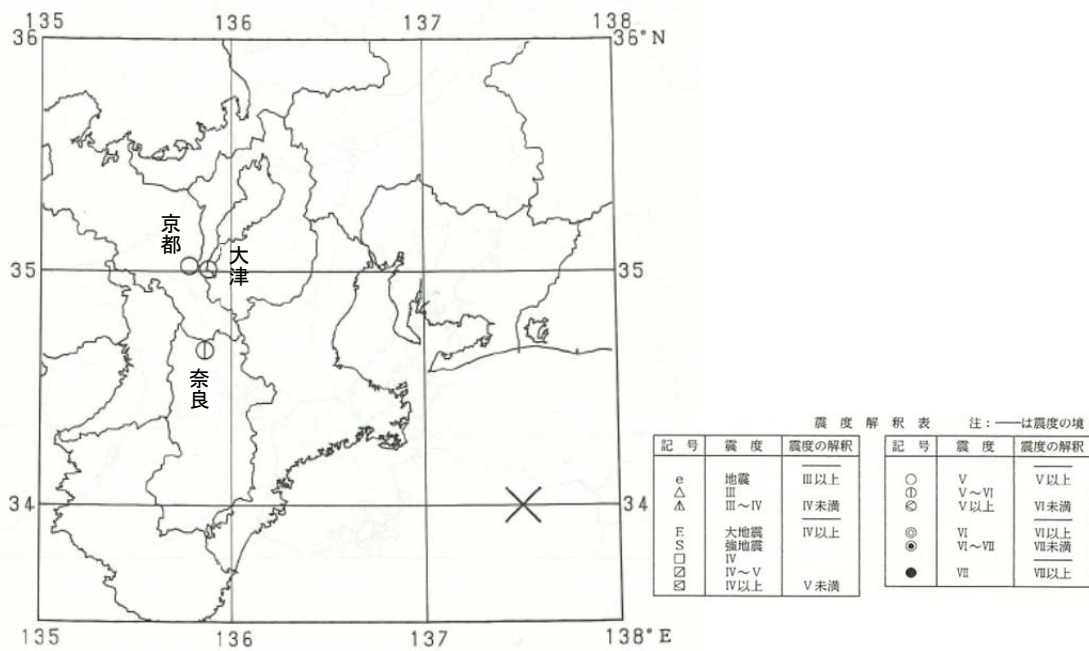 135 136 137 138
36 36°N
京都
大津
35 35
奈良
34 34
135 136 137 138°E
震度解釈表 注：──は震度の境
記号 震度 震度の解釈
e 地震 III以上
△ III
⩚ III～IV IV未満
E 大地震 IV以上
S 強地震
□ IV
⍁ IV～V
IV以上 V未満
記号 震度 震度の解釈
○ V V以上
⦶ V～VI
V以上 VI未満
◎ VI VI以上
◉ VI～VII VII未満
● VII VII以上